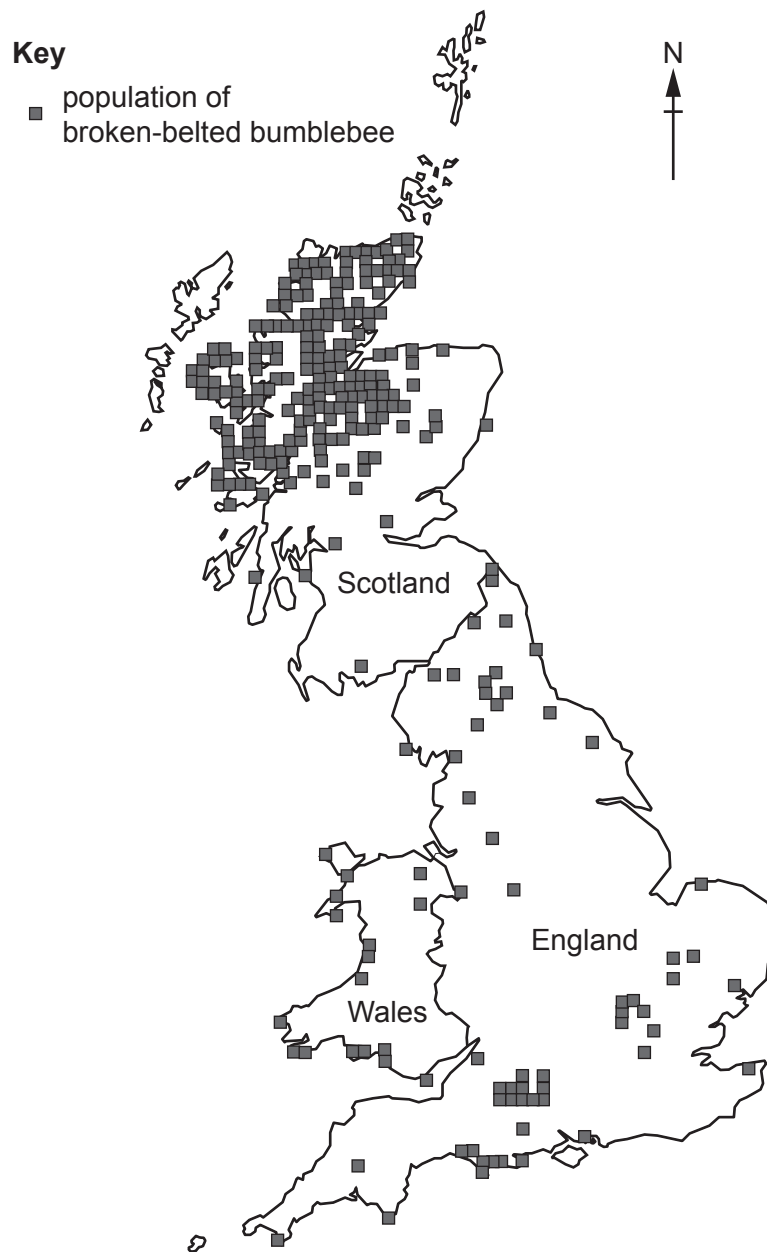 Key
N
population of
broken-belted bumblebee
Scotland
England
Wales